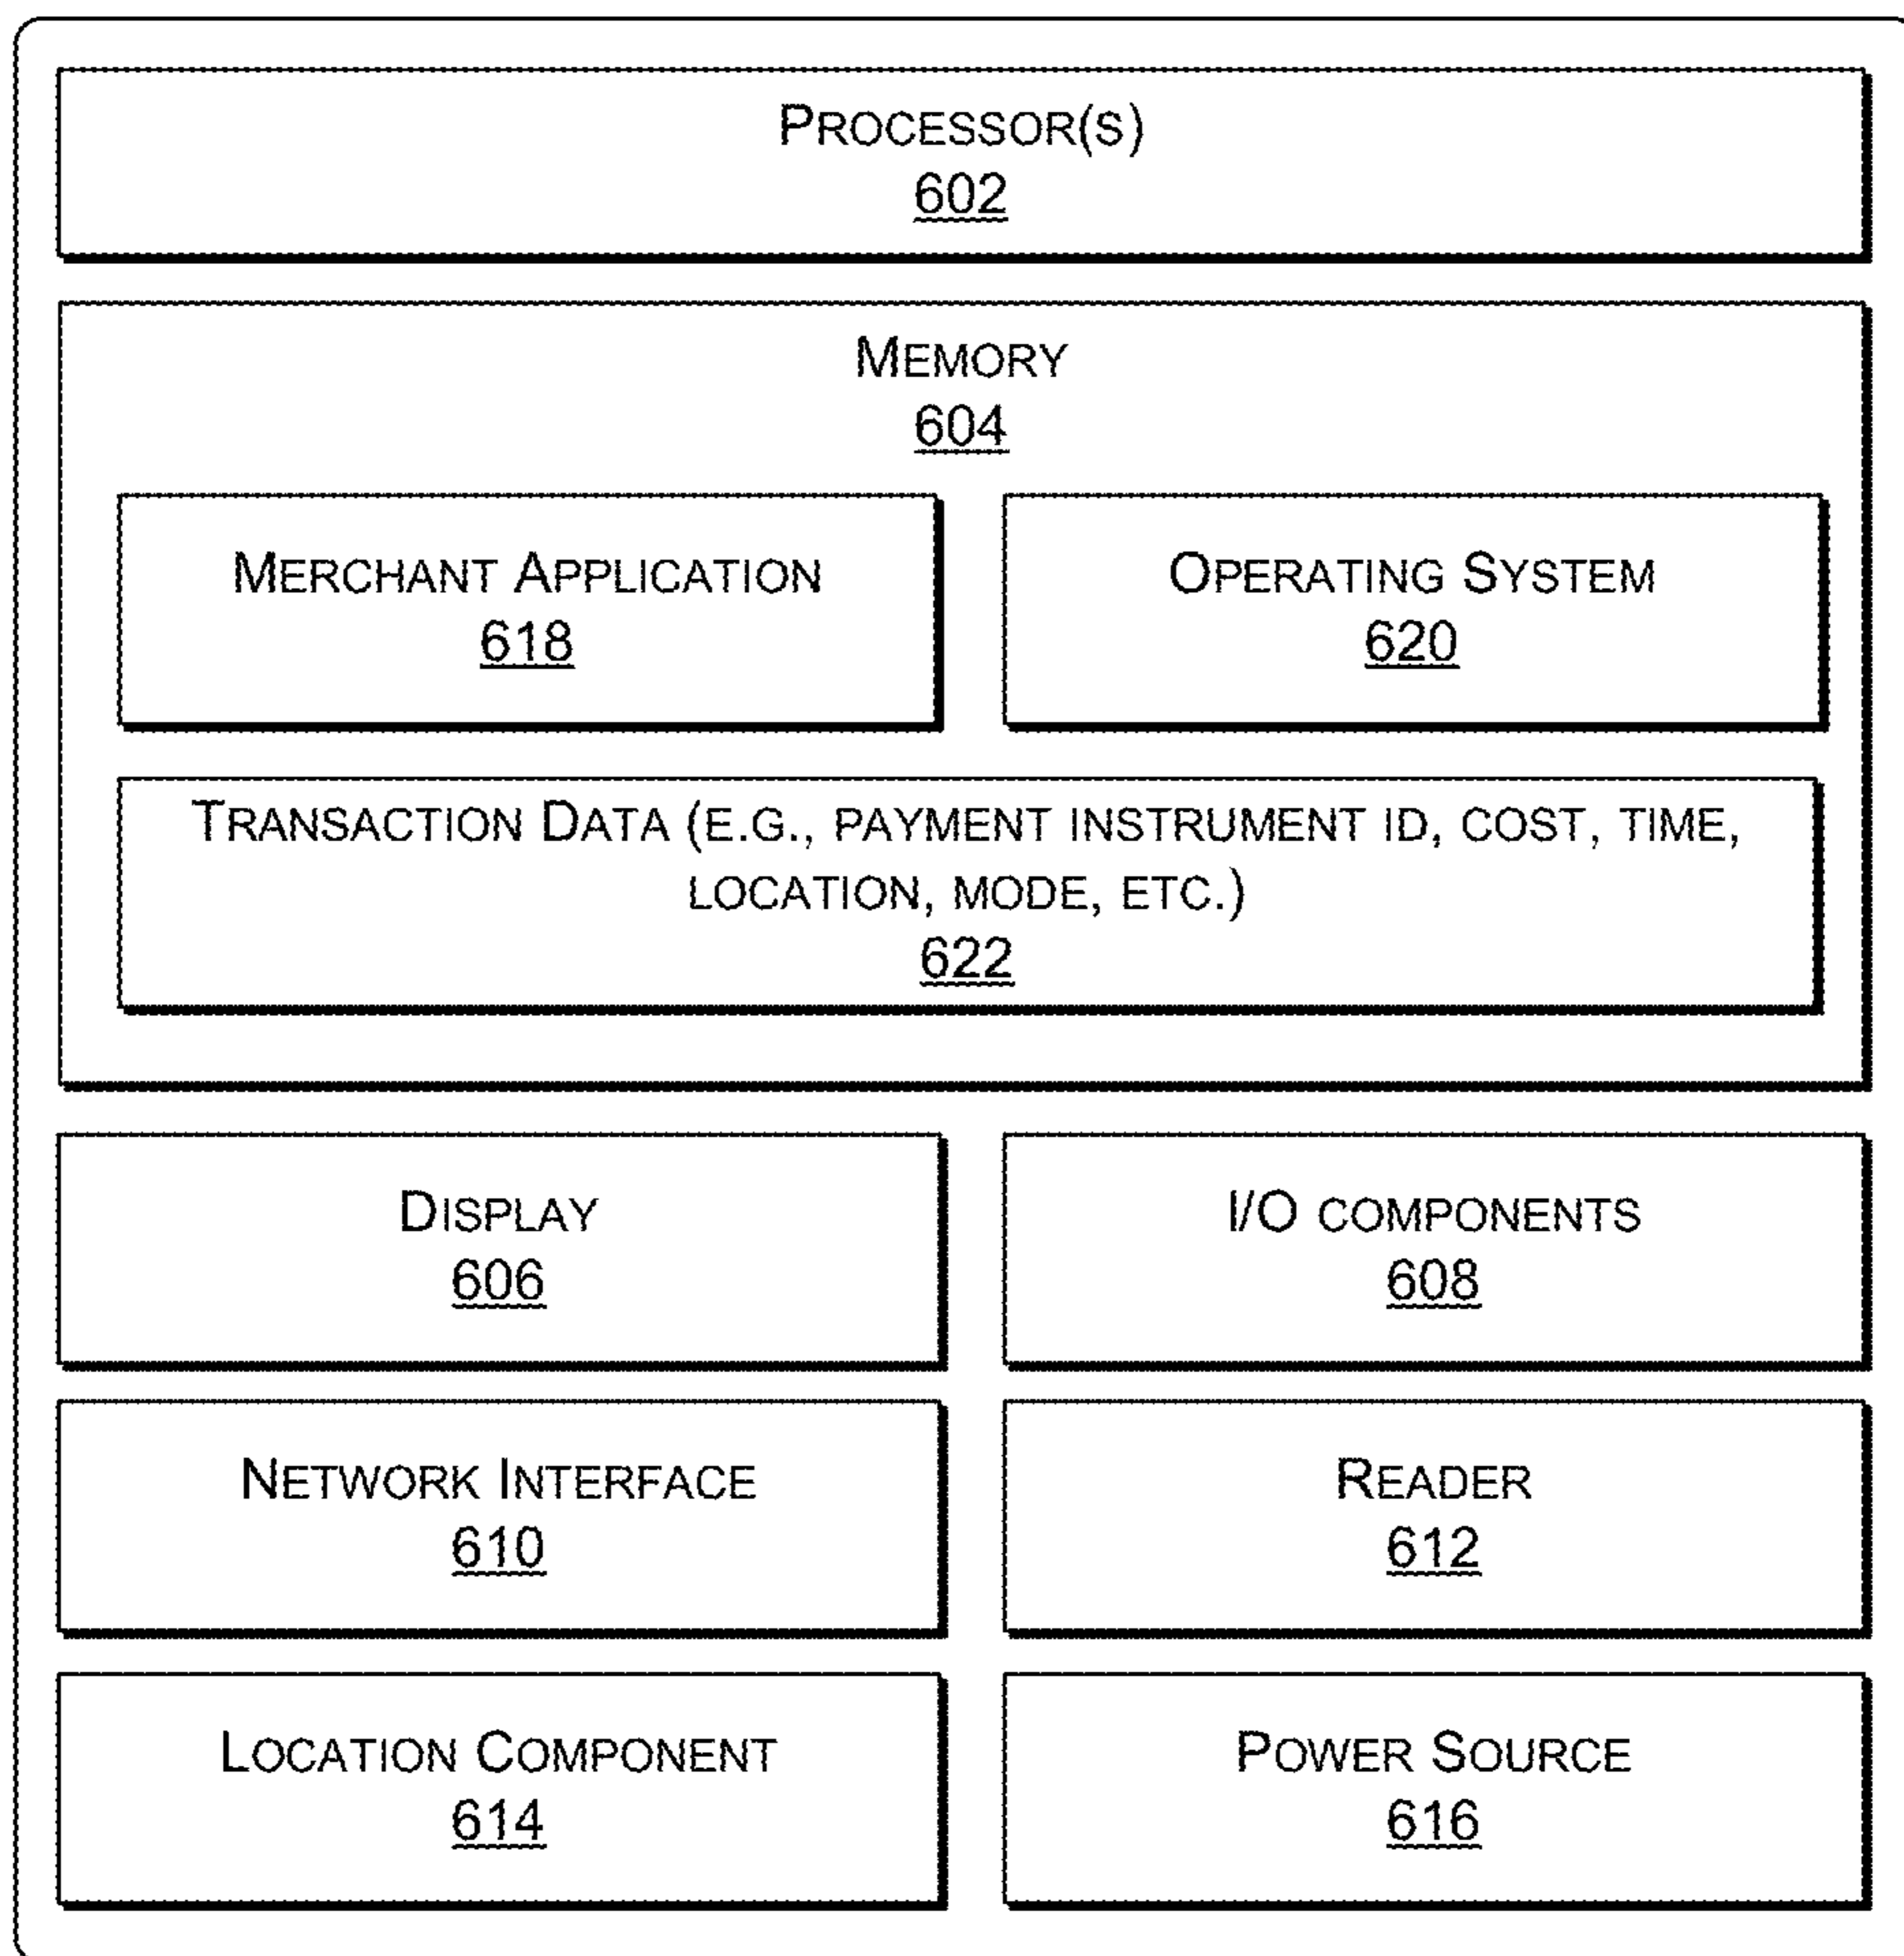 PROCESSOR(S)
602
MEMORY
604
MERCHANT APPLICATION
618
OPERATING SYSTEM
620
TRANSACTION DATA (E.G., PAYMENT INSTRUMENT ID, COST, TIME,
LOCATION, MODE, ETC.)
622
DISPLAY
606
I/O COMPONENTS
608
NETWORK INTERFACE
610
READER
612
LOCATION COMPONENT
614
POWER SOURCE
616